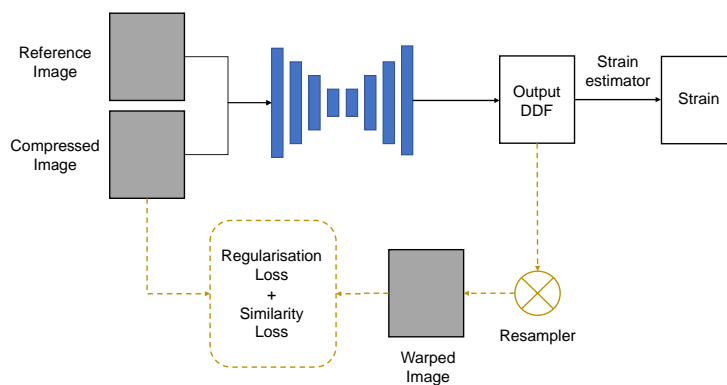 Reference
Image
Compressed
Image
Output
DDF
Strain
estimator
Strain
Regularisation
Loss
+
Similarity
Loss
Warped
Image
Resampler